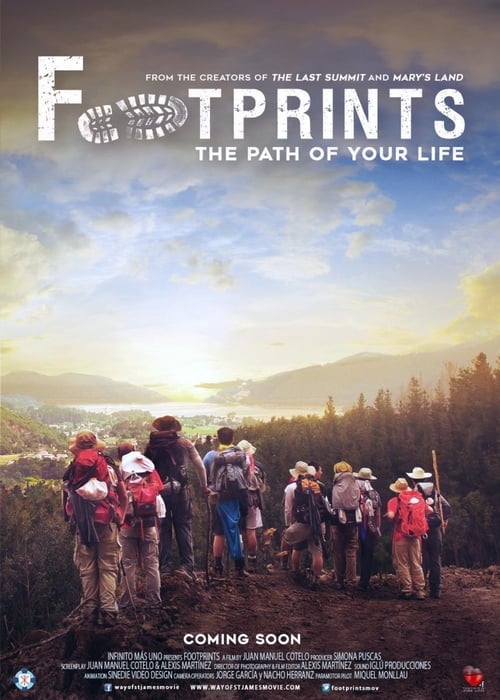 FROM THE CREATORS OF THE LAST SUMMIT AND MARY'S LAND
FOOTPRINTS
THE PATH OF YOUR LIFE
COMING SOON
INFINITO MÁS UNO PRESENTS FOOTPRINTS A FILM BY JUAN MANUEL COTELO PRODUCER SIMONA PUSCAS
SCREENPLAY JUAN MANUEL COTELO & ALEXIS MARTÍNEZ DIRECTOR OF PHOTOGRAPHY & FILM EDITOR ALEXIS MARTÍNEZ SOUND IGLÚ PRODUCCIONES
ANIMATION SINEDIE VIDEO DESIGN CAMERA OPERATORS JORGE GARCÍA y NACHO HERRANZ PARAMOTOR PILOT MIQUEL MONLLAU
wayofstjamesmovie WWW.WAYOFSTJAMESMOVIE.COM footprintsmov